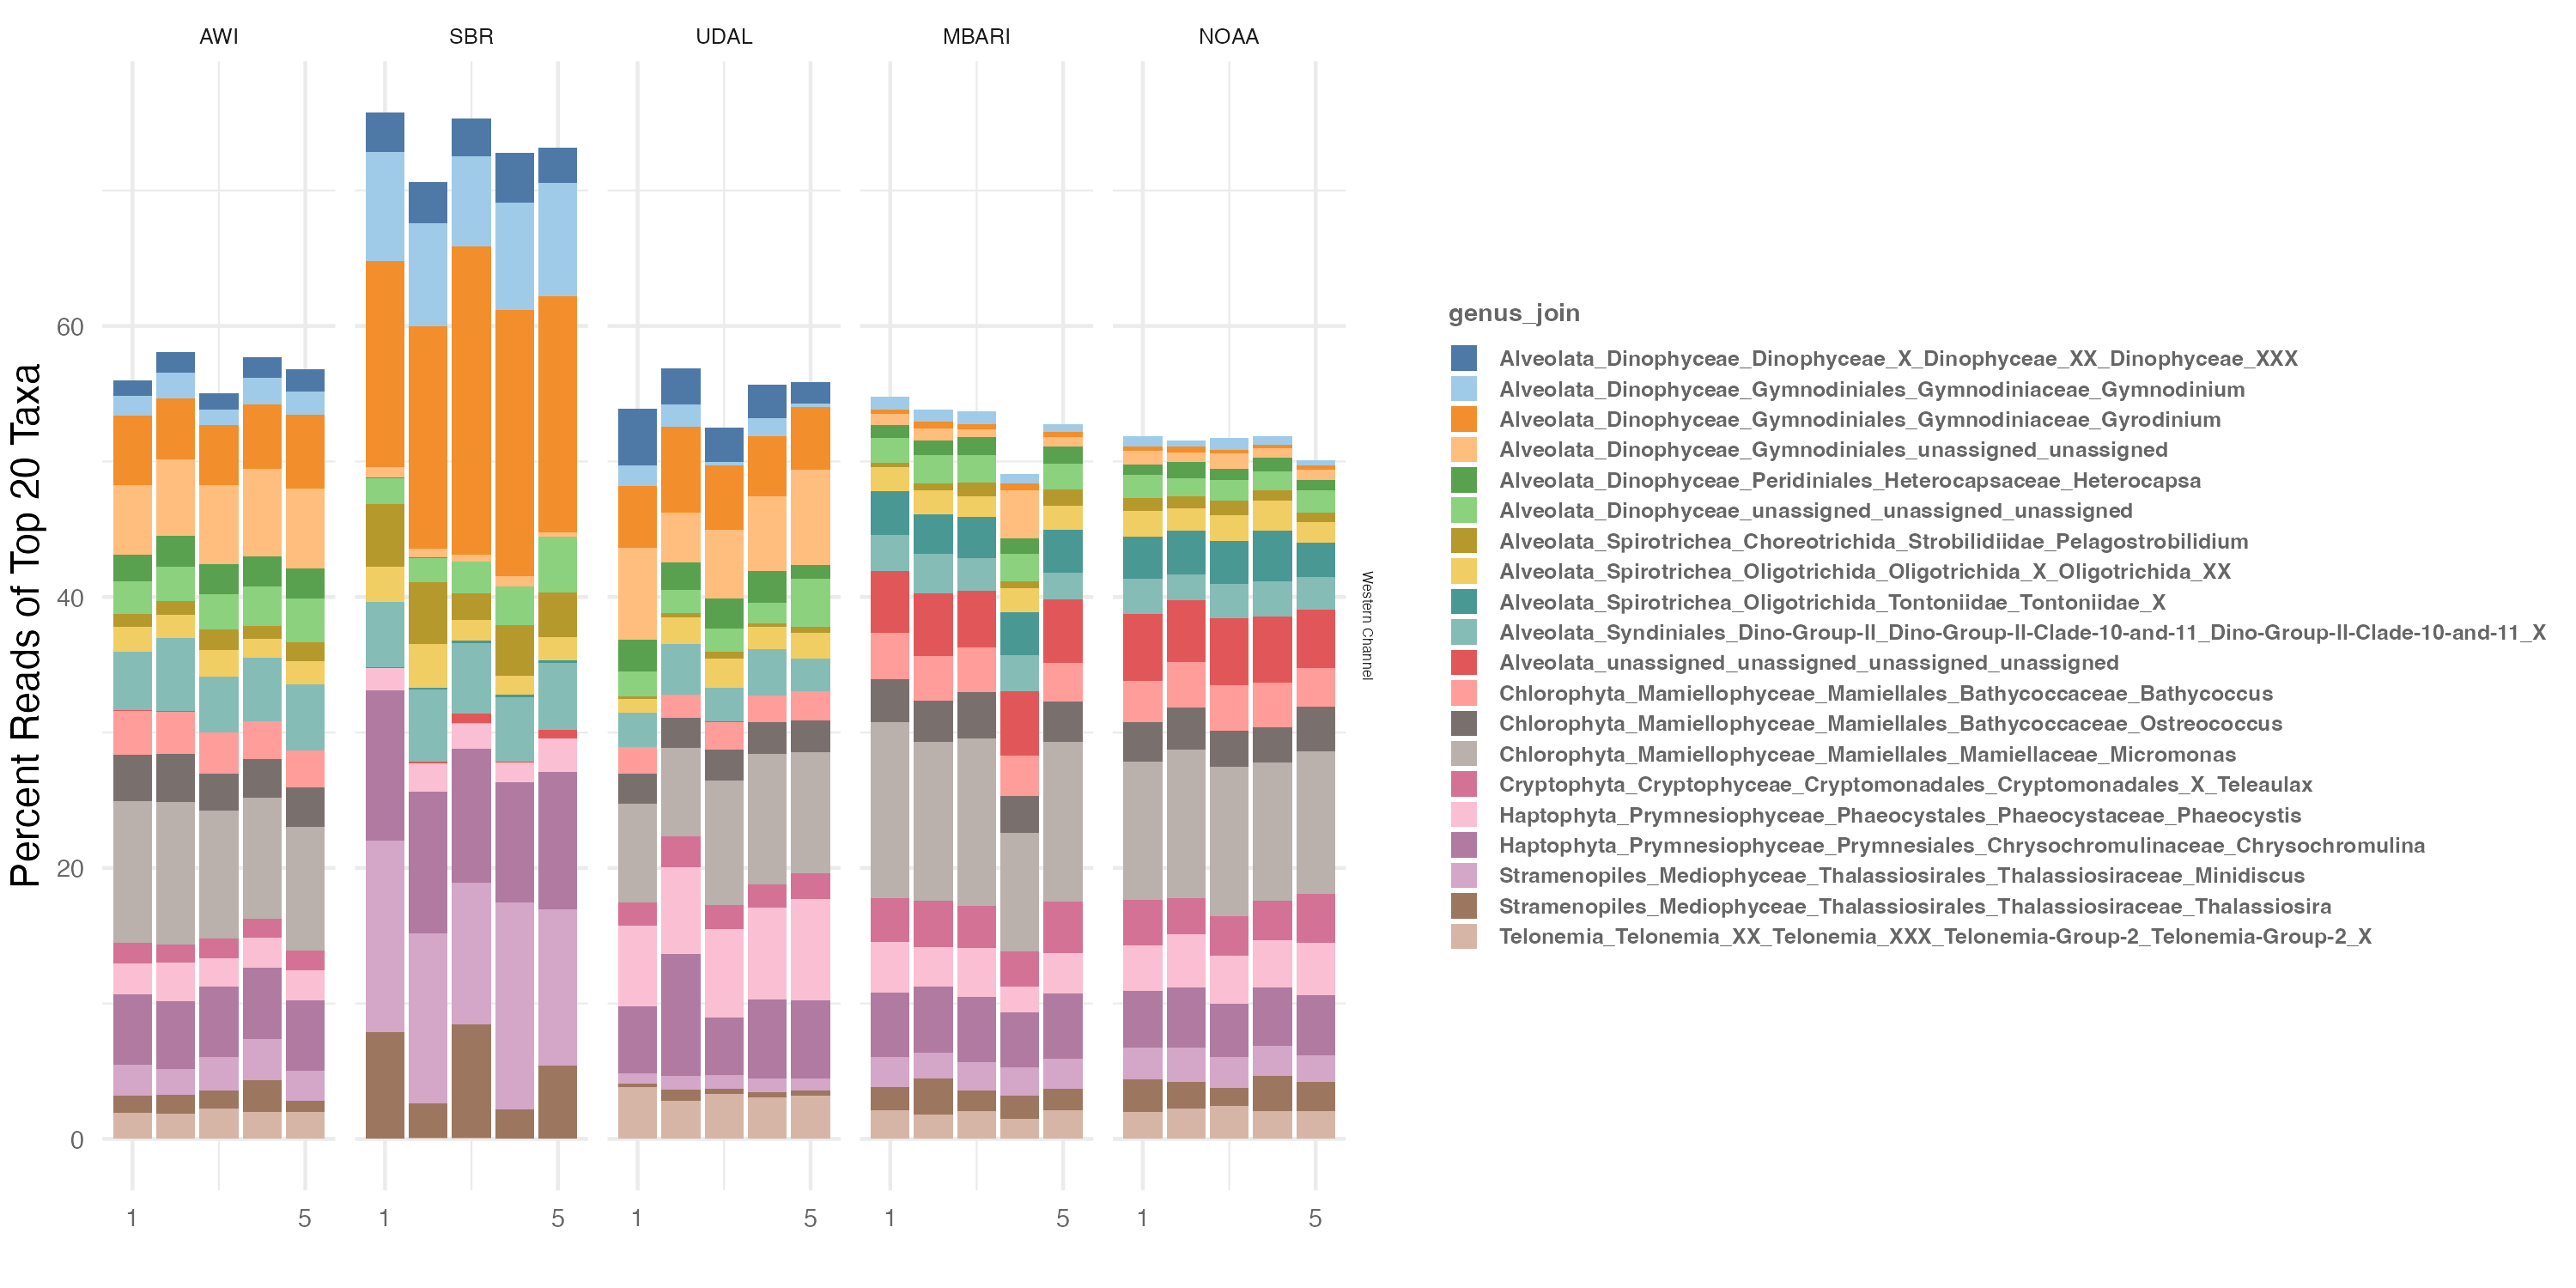 AWI SBR UDAL MBARI NOAA
Percent Reads of Top 20 Taxa
60
40
20
0
1 5 1 5 1 5 1 5 1 5
Western Channel
genus_join
Alveolata_Dinophyceae_Dinophyceae_X_Dinophyceae_XX_Dinophyceae_XXX
Alveolata_Dinophyceae_Gymnodiniales_Gymnodiniaceae_Gymnodinium
Alveolata_Dinophyceae_Gymnodiniales_Gymnodiniaceae_Gyrodinium
Alveolata_Dinophyceae_Gymnodiniales_unassigned_unassigned
Alveolata_Dinophyceae_Peridiniales_Heterocapsaceae_Heterocapsa
Alveolata_Dinophyceae_unassigned_unassigned_unassigned
Alveolata_Spirotrichea_Choreotrichida_Strobilidiidae_Pelagostrobilidium
Alveolata_Spirotrichea_Oligotrichida_Oligotrichida_X_Oligotrichida_XX
Alveolata_Spirotrichea_Oligotrichida_Tontoniidae_Tontoniidae_X
Alveolata_Syndiniales_Dino-Group-II_Dino-Group-II-Clade-10-and-11_Dino-Group-II-Clade-10-and-11_X
Alveolata_unassigned_unassigned_unassigned_unassigned
Chlorophyta_Mamiellophyceae_Mamiellales_Bathycoccaceae_Bathycoccus
Chlorophyta_Mamiellophyceae_Mamiellales_Bathycoccaceae_Ostreococcus
Chlorophyta_Mamiellophyceae_Mamiellales_Mamiellaceae_Micromonas
Cryptophyta_Cryptophyceae_Cryptomonadales_Cryptomonadales_X_Teleaulax
Haptophyta_Prymnesiophyceae_Phaeocystales_Phaeocystaceae_Phaeocystis
Haptophyta_Prymnesiophyceae_Prymnesiales_Chrysochromulinaceae_Chrysochromulina
Stramenopiles_Mediophyceae_Thalassiosirales_Thalassiosiraceae_Minidiscus
Stramenopiles_Mediophyceae_Thalassiosirales_Thalassiosiraceae_Thalassiosira
Telonemia_Telonemia_XX_Telonemia_XXX_Telonemia-Group-2_Telonemia-Group-2_X